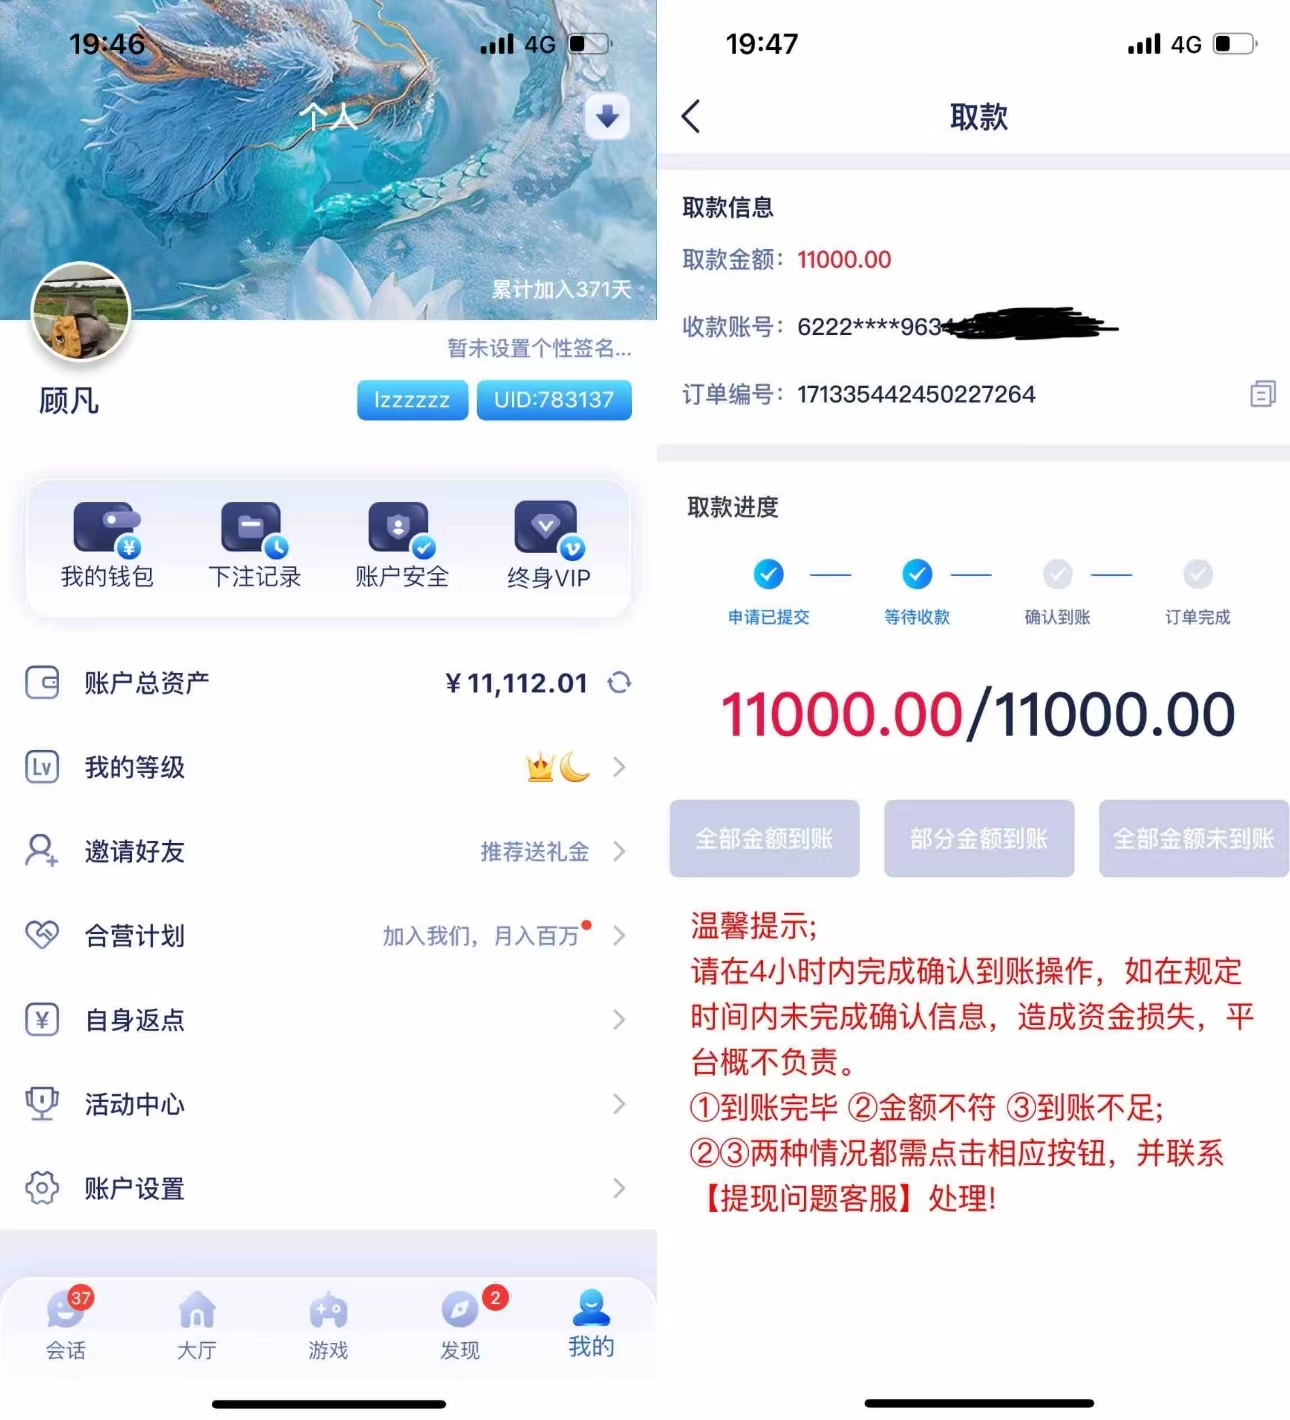 19:46
4G
个人
累计加入371天
暂未设置个性签名...
顾凡
lzzzzzz
UID:783137
我的钱包
下注记录
账户安全
终身VIP
账户总资产
¥11,112.01
Lv
我的等级
邀请好友
推荐送礼金
合营计划
加入我们，月入百万
¥
自身返点
活动中心
账户设置
37
会话
大厅
游戏
2
发现
我的
19:47
4G
取款
取款信息
取款金额：11000.00
收款账号：6222****963
订单编号：171335442450227264
取款进度
申请已提交
等待收款
确认到账
订单完成
11000.00/11000.00
全部金额到账
部分金额到账
全部金额未到账
温馨提示;
请在4小时内完成确认到账操作，如在规定
时间内未完成确认信息，造成资金损失，平
台概不负责。
①到账完毕 ②金额不符 ③到账不足;
②③两种情况都需点击相应按钮，并联系
【提现问题客服】处理!